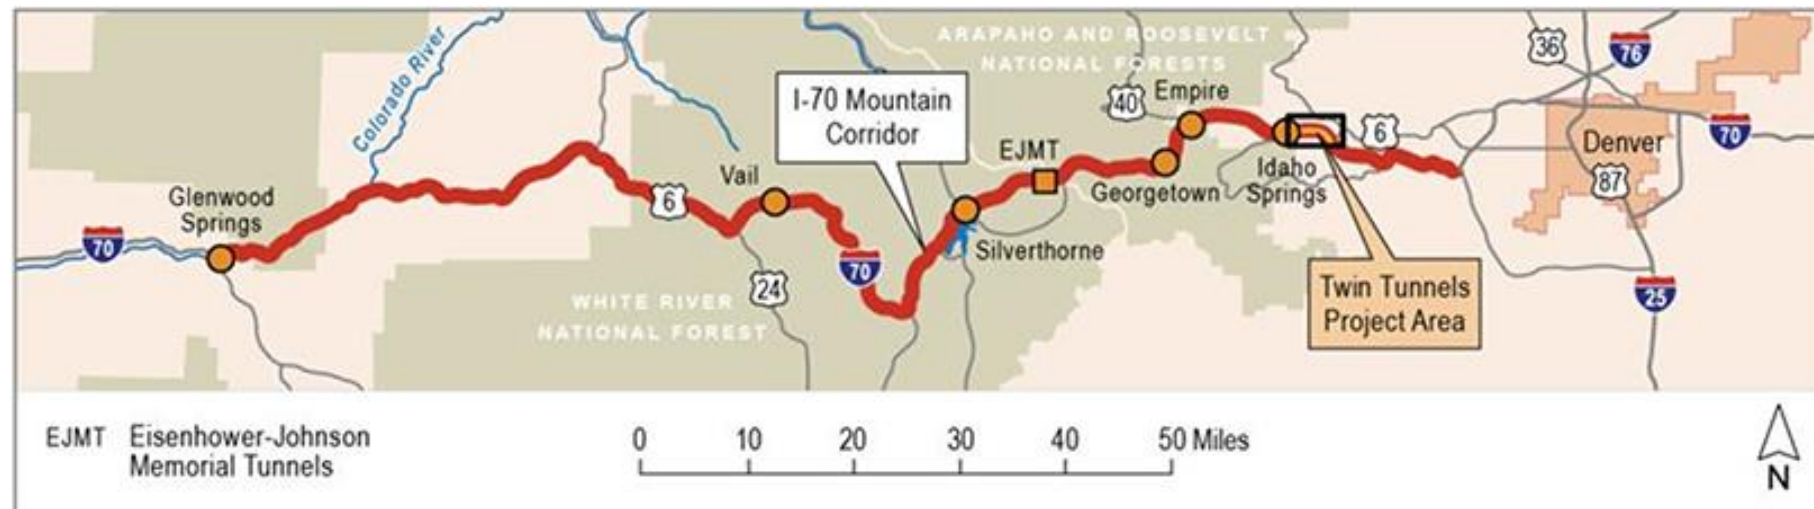 ARAPAHO AND ROOSEVELT
NATIONAL FORESTS
36
76
Colorado River
I-70 Mountain
Corridor
40
Empire
6
70
Denver
EJMT
Vail
Glenwood
Springs
6
Georgetown
Idaho
Springs
87
70
70
Silverthorne
24
WHITE RIVER
NATIONAL FOREST
Twin Tunnels
Project Area
25
EJMT Eisenhower-Johnson
Memorial Tunnels
0 10 20 30 40 50 Miles
N